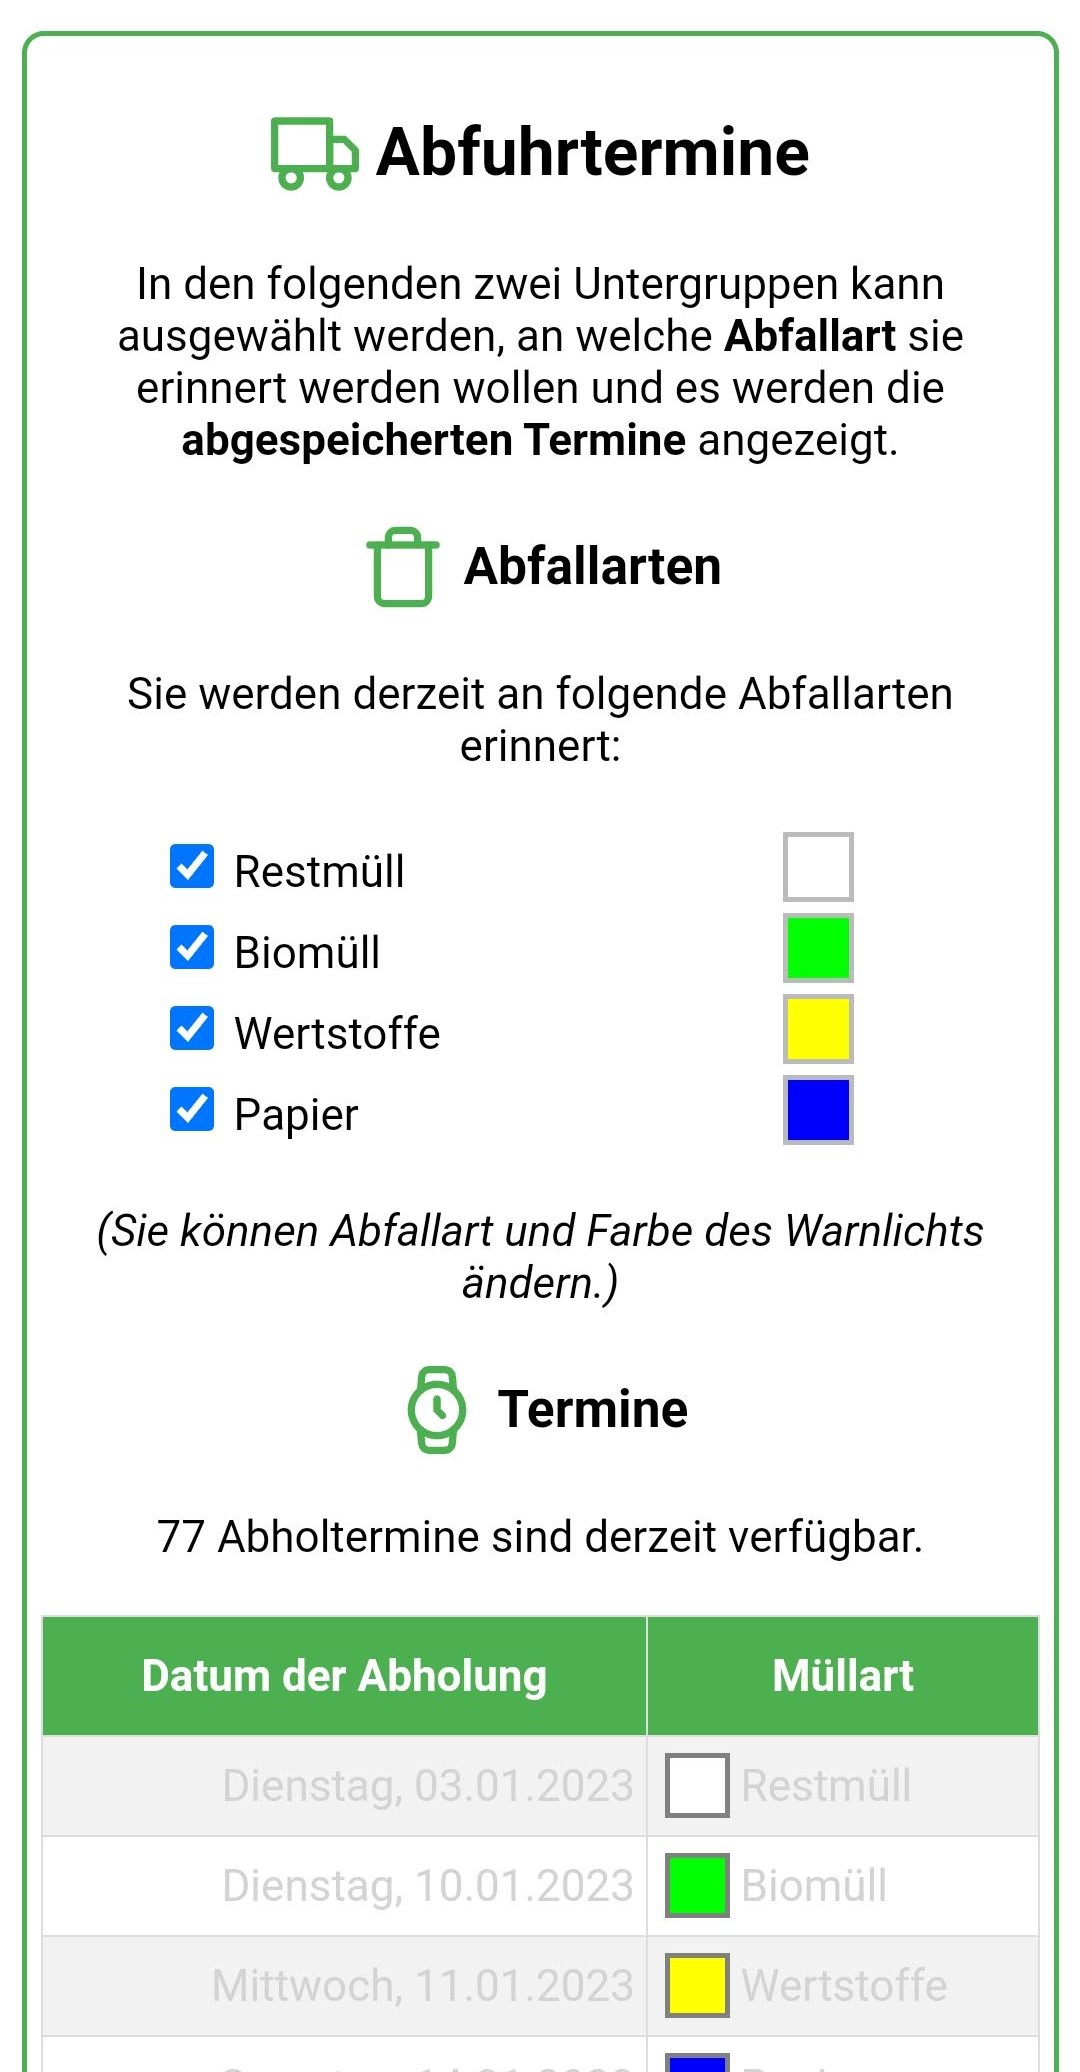 Abfuhrtermine
In den folgenden zwei Untergruppen kann
ausgewählt werden, an welche Abfallart sie
erinnert werden wollen und es werden die
abgespeicherten Termine angezeigt.
Abfallarten
Sie werden derzeit an folgende Abfallarten
erinnert:
Restmüll
Biomüll
Wertstoffe
Papier
(Sie können Abfallart und Farbe des Warnlichts
ändern.)
Termine
77 Abholtermine sind derzeit verfügbar.
Datum der Abholung Müllart
Dienstag, 03.01.2023 Restmüll
Dienstag, 10.01.2023 Biomüll
Mittwoch, 11.01.2023 Wertstoffe